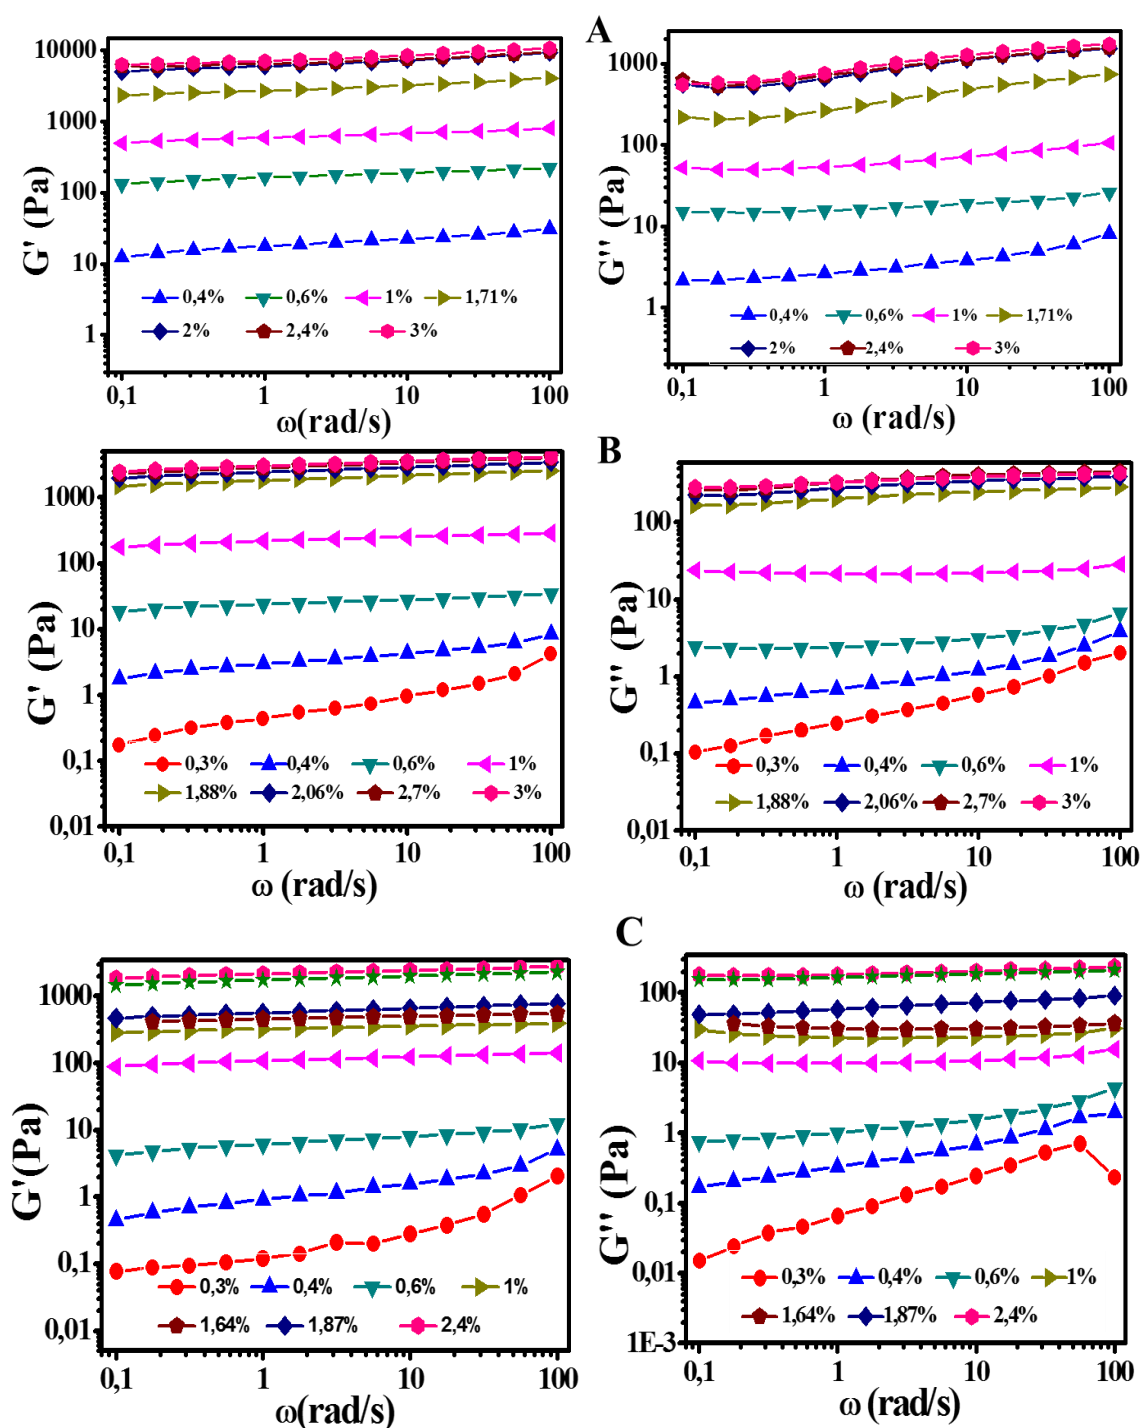 A
10000
1000
100
10
1
G' (Pa)
0,4% 0,6% 1% 1,71%
2% 2,4% 3%
0,1 1 10 100
ω(rad/s)
1000
100
10
1
G'' (Pa)
0,4% 0,6% 1% 1,71%
2% 2,4% 3%
0,1 1 10 100
ω (rad/s)
B
1000
100
10
1
0,1
0,01
G' (Pa)
0,3% 0,4% 0,6% 1%
1,88% 2,06% 2,7% 3%
0,1 1 10 100
ω (rad/s)
100
10
1
0,1
0,01
G'' (Pa)
0,3% 0,4% 0,6% 1%
1,88% 2,06% 2,7% 3%
0,1 1 10 100
ω (rad/s)
C
1000
100
10
1
0,1
0,01
G'(Pa)
0,3% 0,4% 0,6% 1%
1,64% 1,87% 2,4%
0,1 1 10 100
ω(rad/s)
100
10
1
0,1
0,01
1E-3
G'' (Pa)
0,3% 0,4% 0,6% 1%
1,64% 1,87% 2,4%
0,1 1 10 100
ω (rad/s)